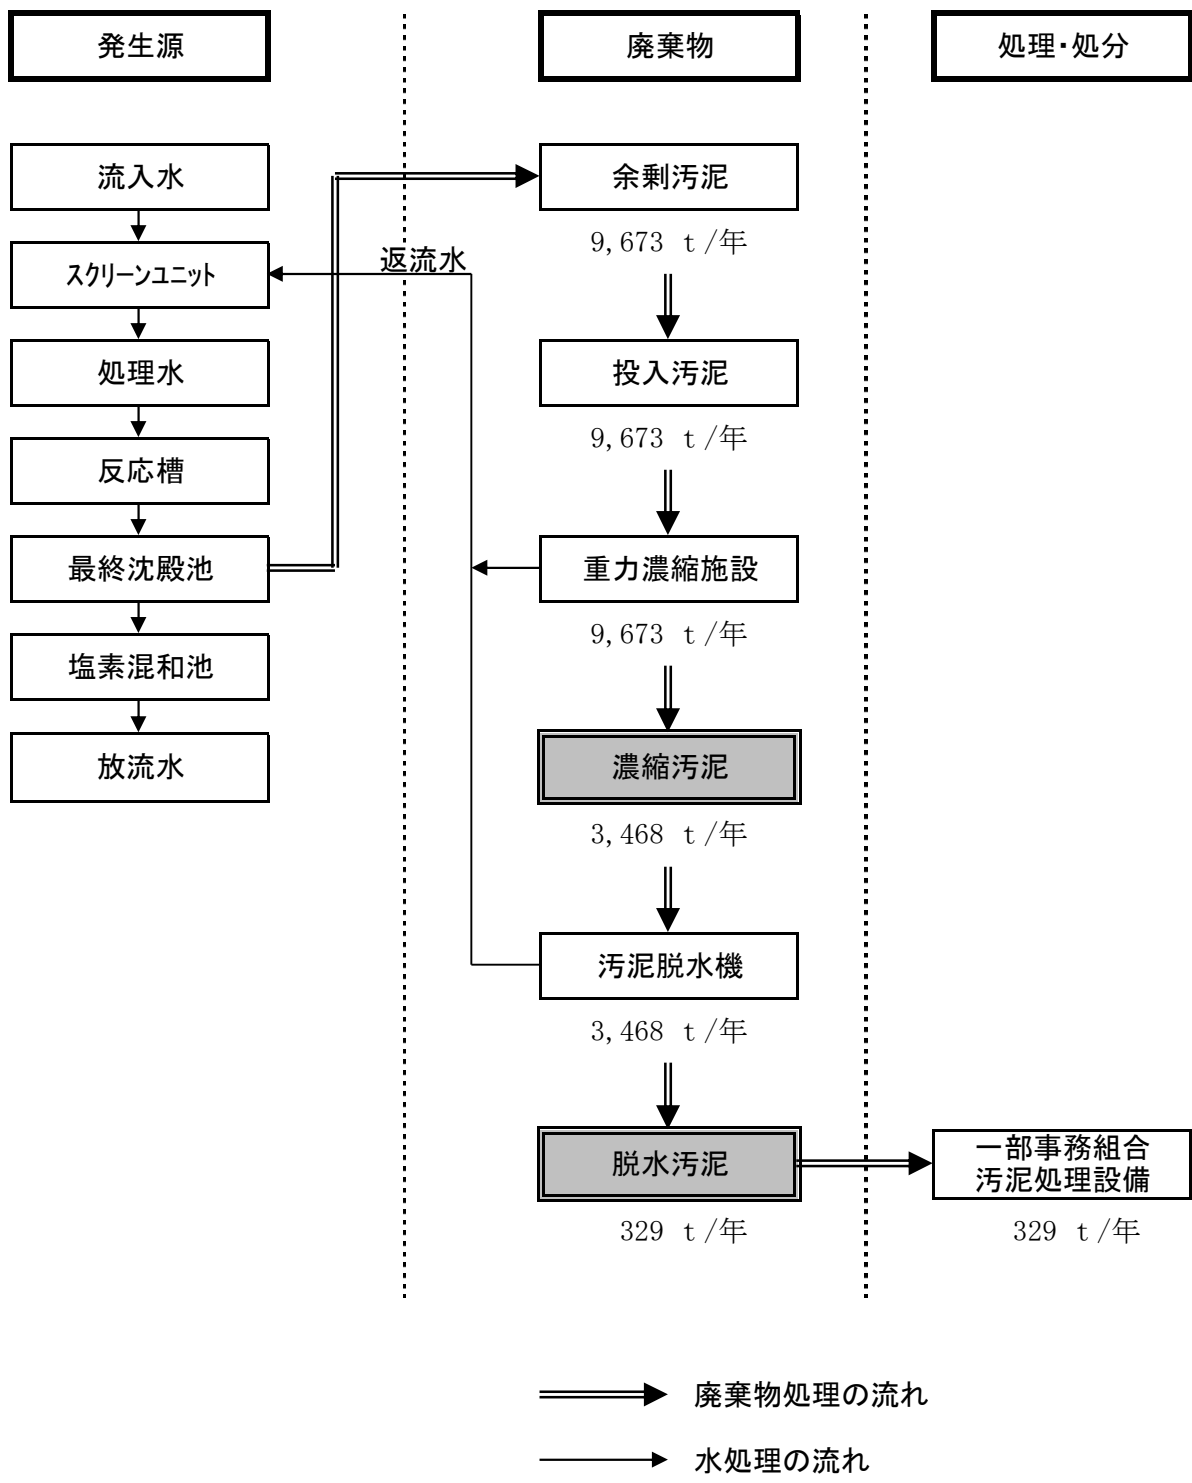 発生源
廃棄物
処理・処分
流入水
スクリーンユニット
処理水
反応槽
最終沈殿池
塩素混和池
放流水
返流水
余剰汚泥
9,673 t/年
投入汚泥
9,673 t/年
重力濃縮施設
9,673 t/年
濃縮汚泥
3,468 t/年
汚泥脱水機
3,468 t/年
脱水汚泥
329 t/年
一部事務組合
汚泥処理設備
329 t/年
廃棄物処理の流れ
水処理の流れ